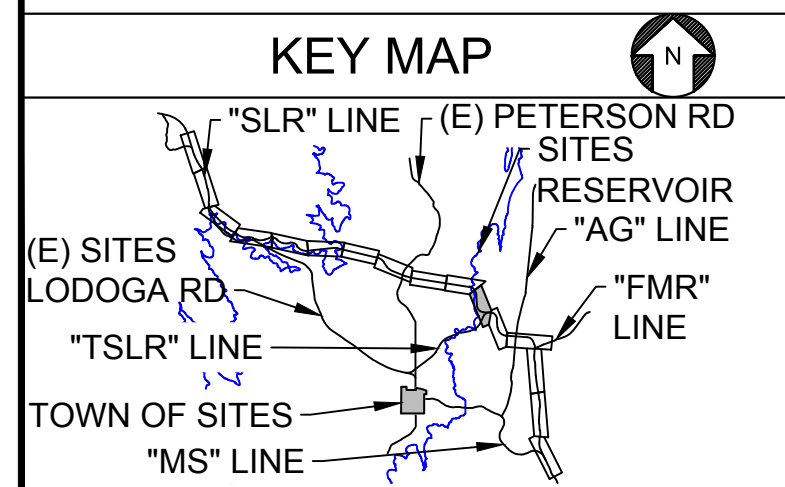 KEY MAP
N
"SLR" LINE
(E) PETERSON RD
SITES
RESERVOIR
"AG" LINE
(E) SITES
LODOGA RD
"FMR"
LINE
"TSLR" LINE
TOWN OF SITES
"MS" LINE